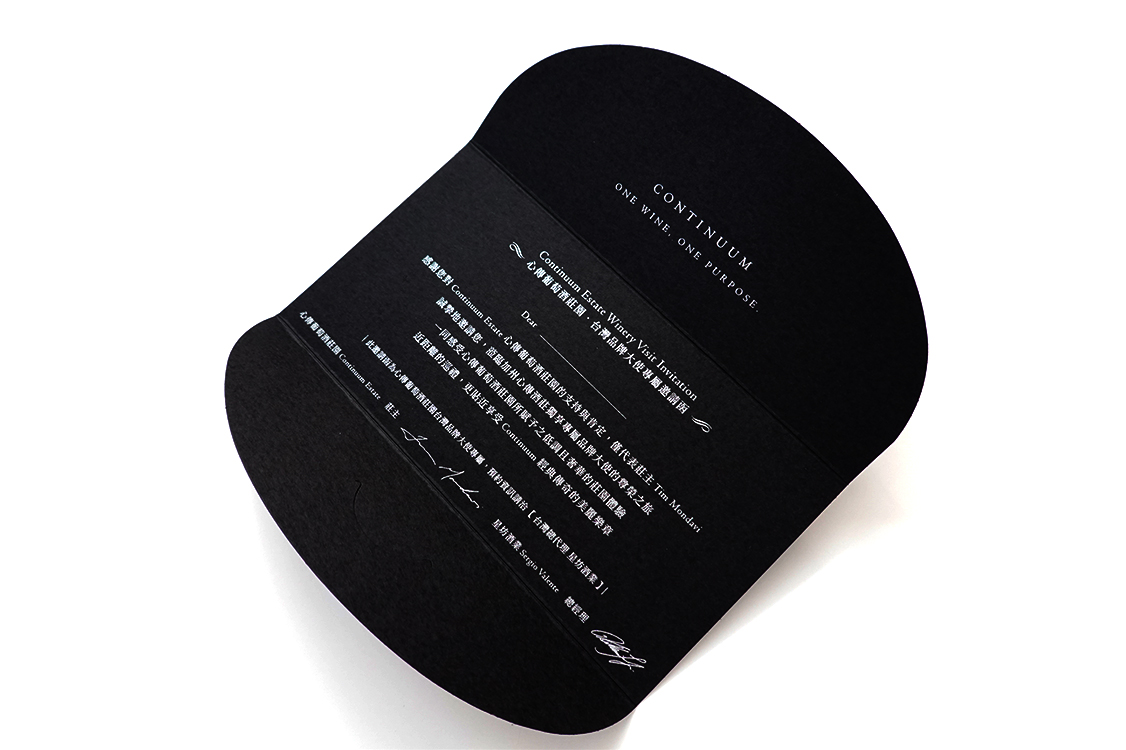 CONTINUUM
ONE WINE. ONE PURPOSE.
Continuum Estate Winery Visit Invitation
心傳葡萄酒莊園．台灣品牌大使專屬邀請函
Dear
感謝您對 Continuum Estate 心傳葡萄酒莊園的支持與肯定，僅代表莊主 Tim Mondavi
誠摯地邀請您，蒞臨加州心傳酒莊獨享專屬品牌大使的尊榮之旅
一同感受心傳葡萄酒莊園所賦予之低調且奢華的莊園體驗
近距離的巡禮，更貼近享受 Continuum 經典傳奇的美麗樂章
| 此邀請函為心傳葡萄酒莊園台灣品牌大使專屬，預約資訊請洽【台灣總代理 星坊酒業】|
心傳葡萄酒莊園 Continuum Estate 莊主 星坊酒業 Sergio Valente 總經理